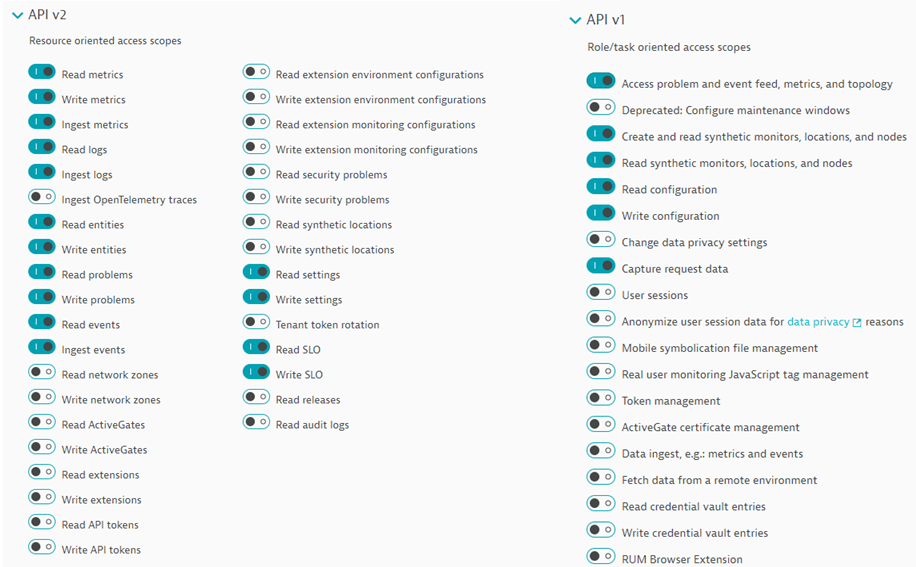 API v2
Resource oriented access scopes
Read metrics
Write metrics
Ingest metrics
Read logs
Ingest logs
Ingest OpenTelemetry traces
Read entities
Write entities
Read problems
Write problems
Read events
Ingest events
Read network zones
Write network zones
Read ActiveGates
Write ActiveGates
Read extensions
Write extensions
Read API tokens
Write API tokens
Read extension environment configurations
Write extension environment configurations
Read extension monitoring configurations
Write extension monitoring configurations
Read security problems
Write security problems
Read synthetic locations
Write synthetic locations
Read settings
Write settings
Tenant token rotation
Read SLO
Write SLO
Read releases
Read audit logs
API v1
Role/task oriented access scopes
Access problem and event feed, metrics, and topology
Deprecated: Configure maintenance windows
Create and read synthetic monitors, locations, and nodes
Read synthetic monitors, locations, and nodes
Read configuration
Write configuration
Change data privacy settings
Capture request data
User sessions
Anonymize user session data for data privacy reasons
Mobile symbolication file management
Real user monitoring JavaScript tag management
Token management
ActiveGate certificate management
Data ingest, e.g.: metrics and events
Fetch data from a remote environment
Read credential vault entries
Write credential vault entries
RUM Browser Extension